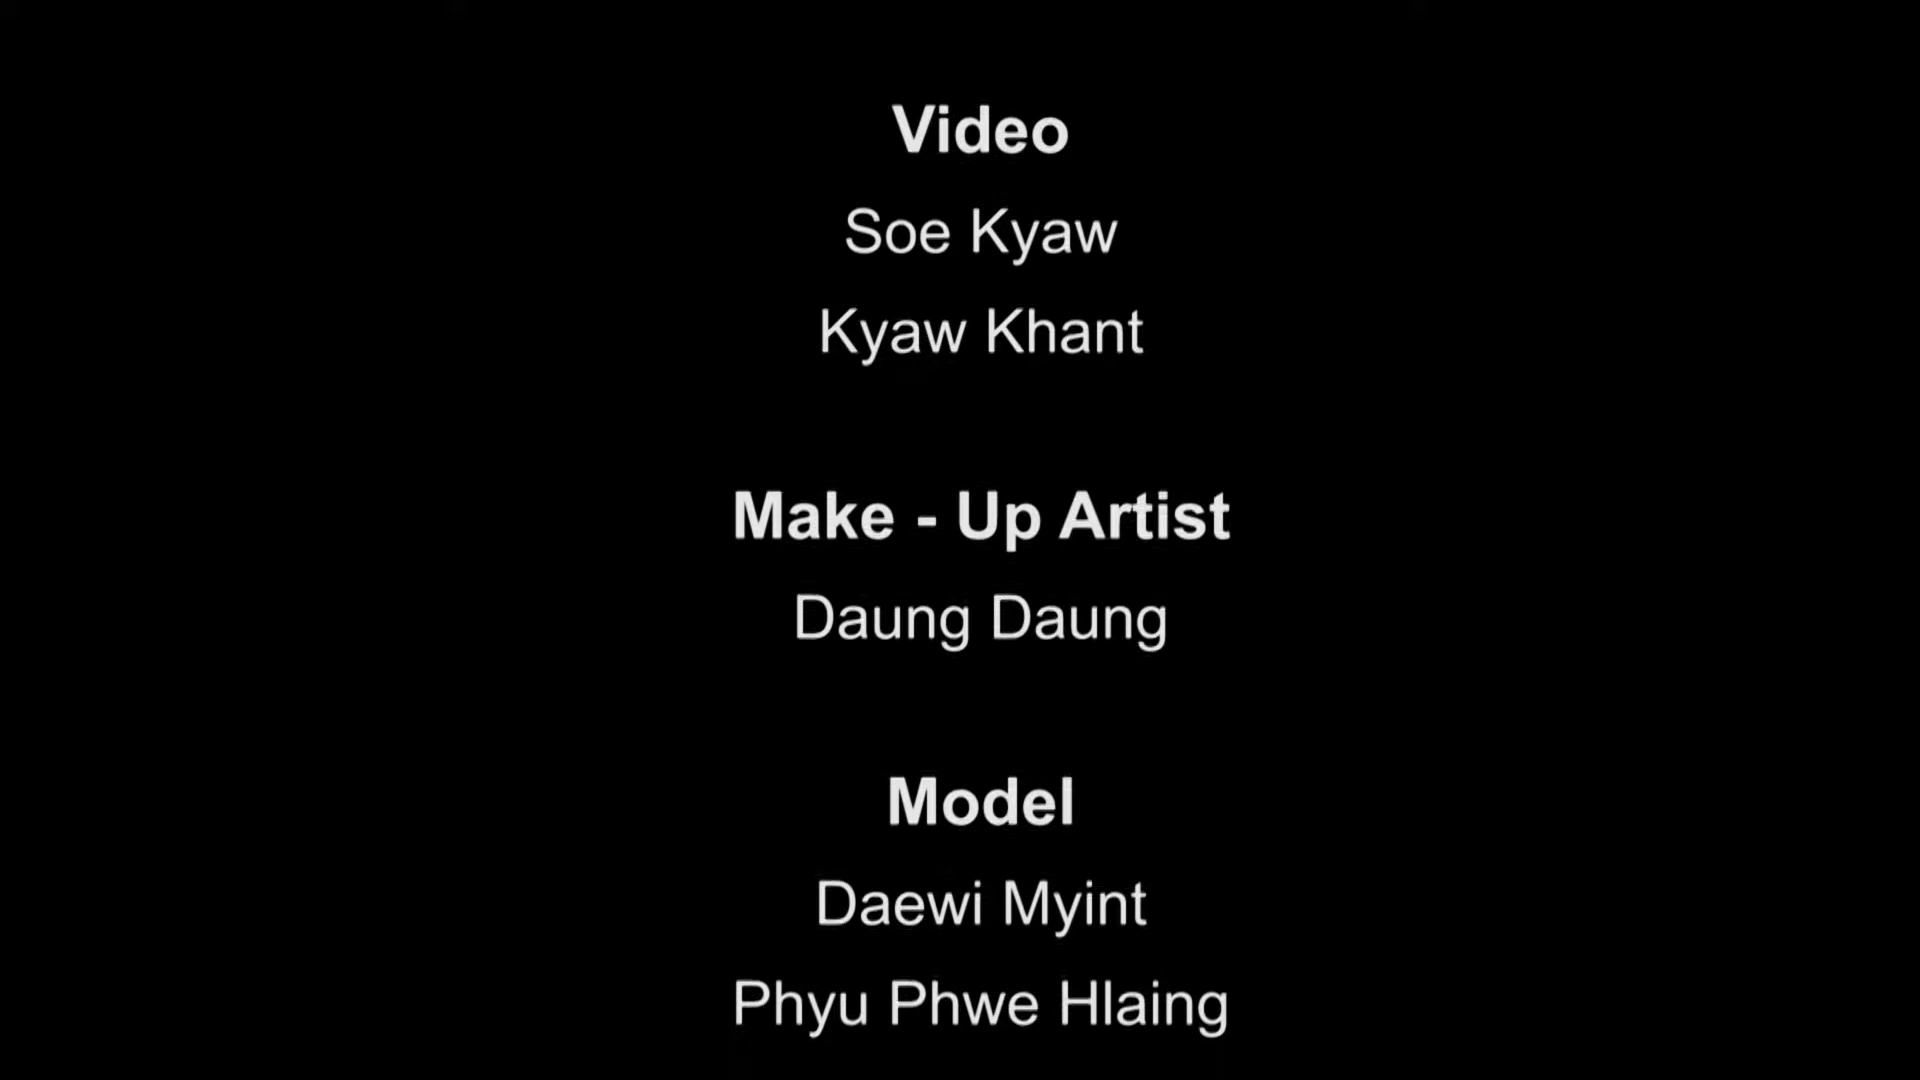 Video
Soe Kyaw
Kyaw Khant
Make - Up Artist
Daung Daung
Model
Daewi Myint
Phyu Phwe Hlaing